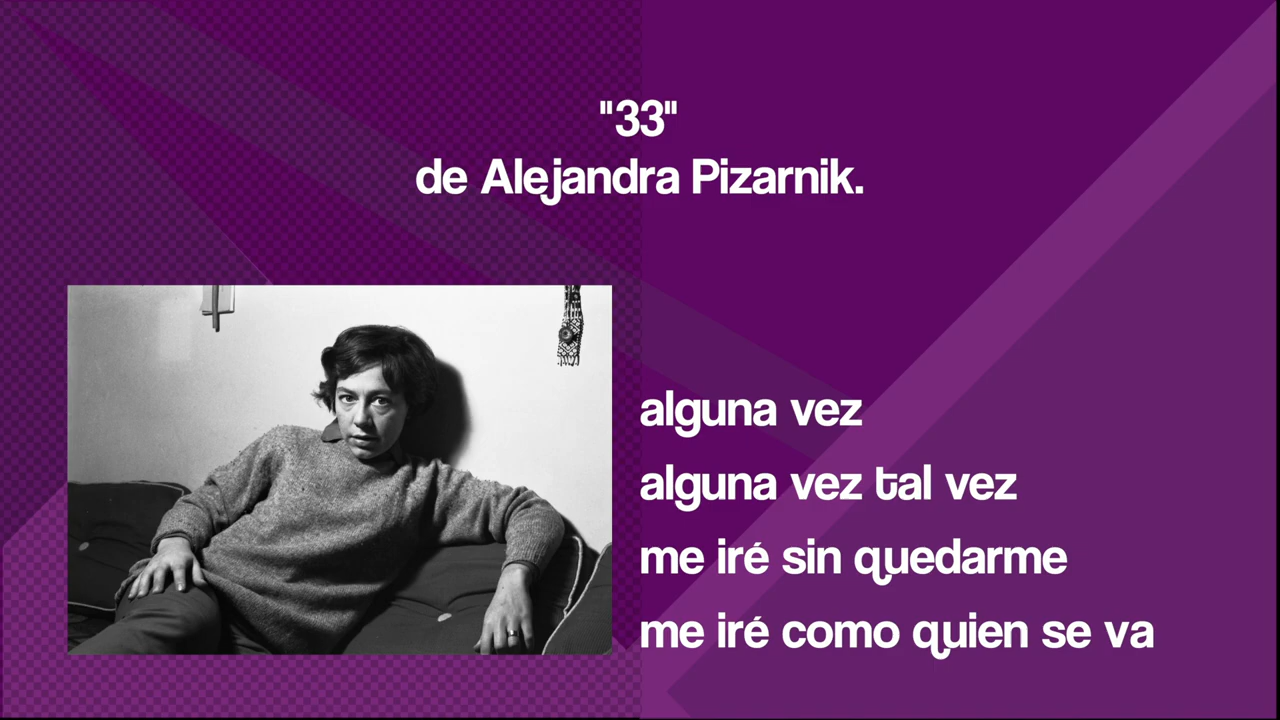 "33"
de Alejandra Pizarnik.
alguna vez
alguna vez tal vez
me iré sin quedarme
me iré como quien se va